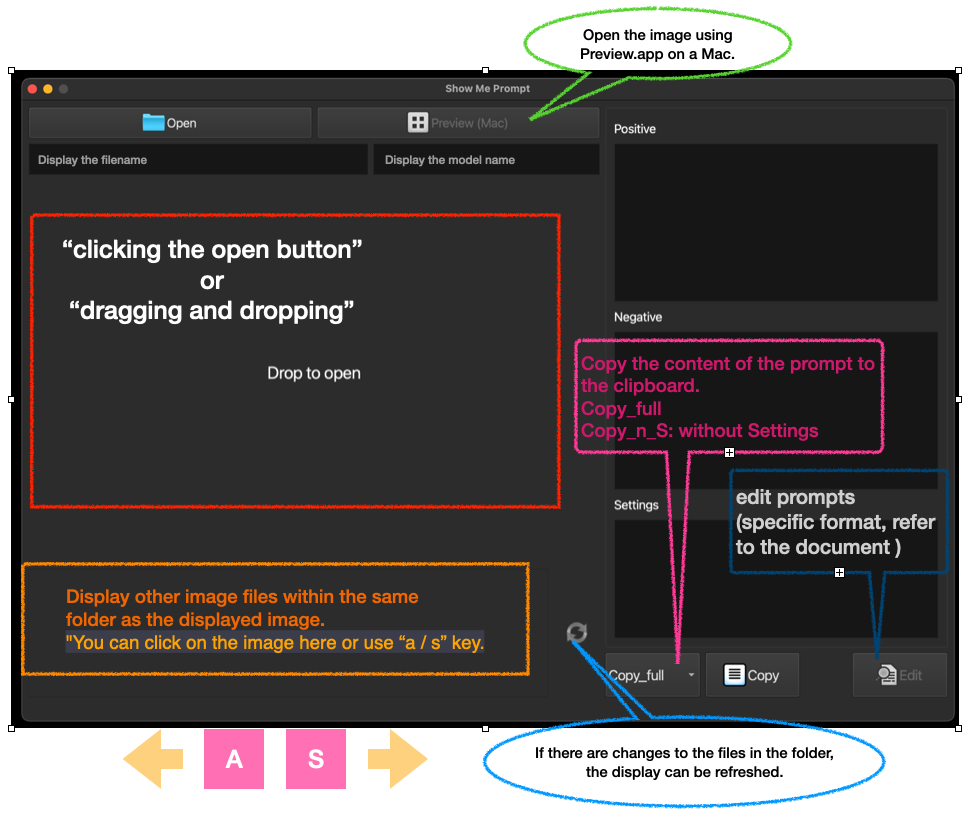 Open the image using
Preview.app on a Mac.
Show Me Prompt
Open
Preview (Mac)
Display the filename
Display the model name
“clicking the open button”
or
“dragging and dropping”
Drop to open
Display other image files within the same
folder as the displayed image.
"You can click on the image here or use “a / s” key.
Positive
Negative
Copy the content of the prompt to
the clipboard.
Copy_full
Copy_n_S: without Settings
Settings
edit prompts
(specific format, refer
to the document )
Copy_full
Copy
Edit
A
S
If there are changes to the files in the folder,
the display can be refreshed.